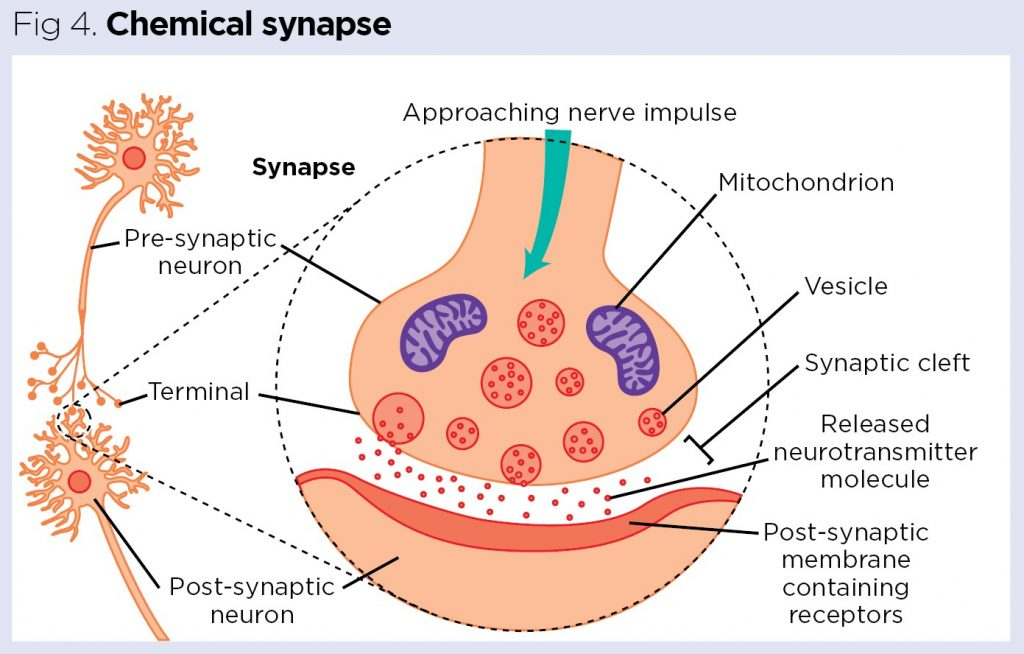 Fig 4. Chemical synapse
Approaching nerve impulse
Synapse
Mitochondrion
Pre-synaptic
neuron
Vesicle
Synaptic cleft
Terminal
Released
neurotransmitter
molecule
Post-synaptic
membrane
containing
receptors
Post-synaptic
neuron